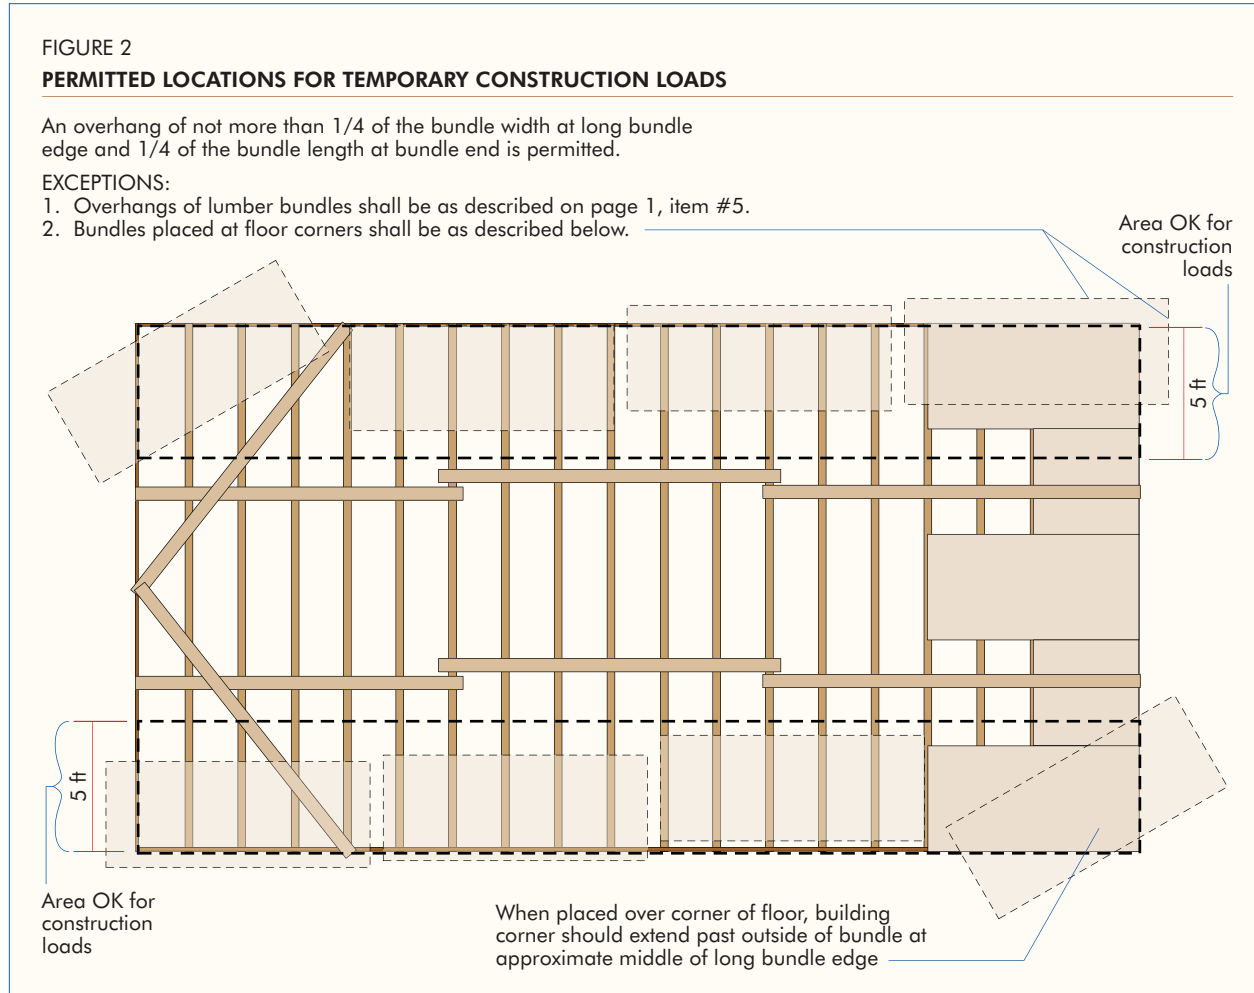 FIGURE 2
PERMITTED LOCATIONS FOR TEMPORARY CONSTRUCTION LOADS
An overhang of not more than 1/4 of the bundle width at long bundle
edge and 1/4 of the bundle length at bundle end is permitted.
EXCEPTIONS:
1. Overhangs of lumber bundles shall be as described on page 1, item #5.
2. Bundles placed at floor corners shall be as described below.
Area OK for
construction
loads
5 ft
5 ft
Area OK for
construction
loads
When placed over corner of floor, building
corner should extend past outside of bundle at
approximate middle of long bundle edge